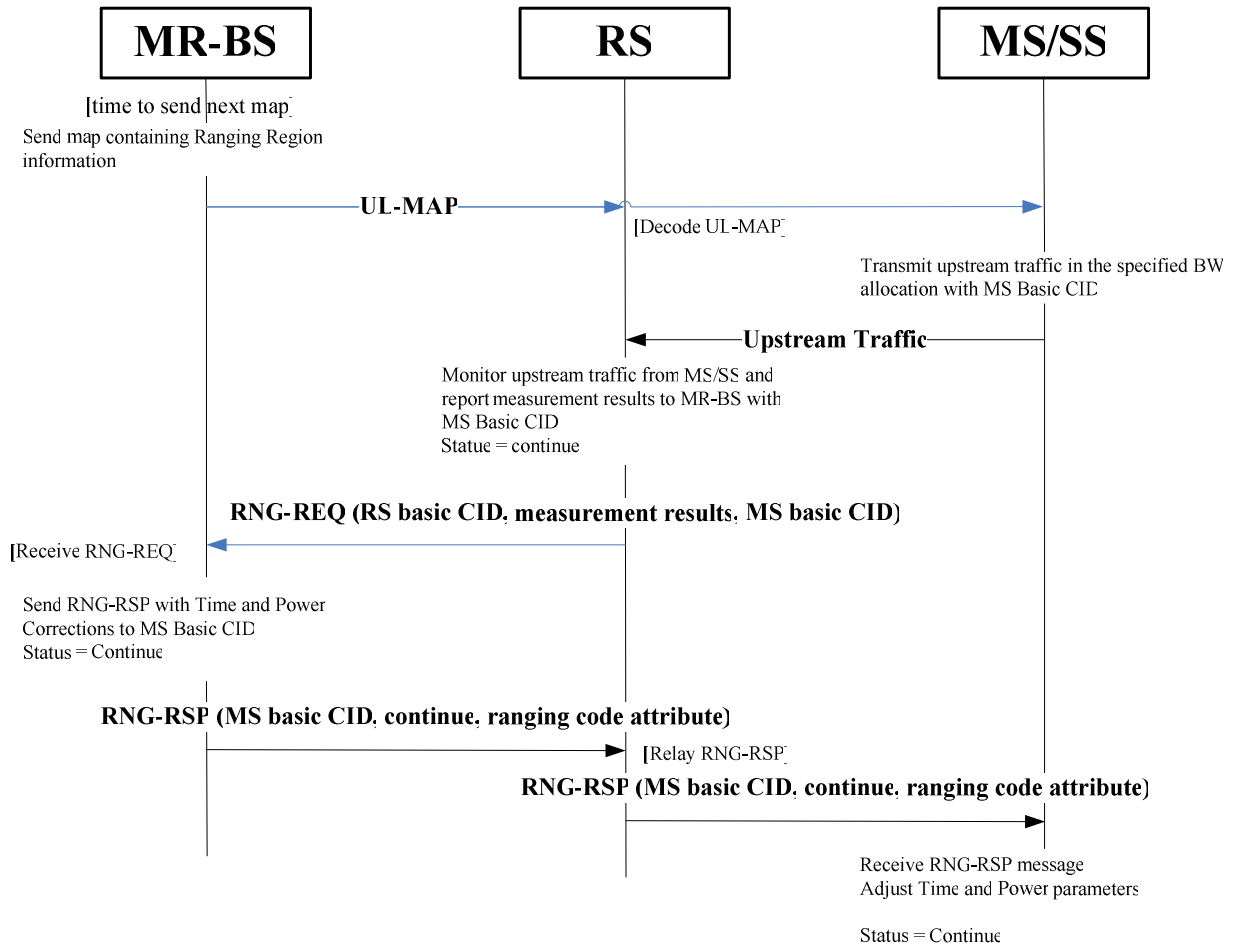 MR-BS
RS
MS/SS
[time to send next map]
Send map containing Ranging Region
information
UL-MAP
[Decode UL-MAP]
Transmit upstream traffic in the specified BW
allocation with MS Basic CID
Upstream Traffic
Monitor upstream traffic from MS/SS and
report measurement results to MR-BS with
MS Basic CID
Statue = continue
RNG-REQ (RS basic CID, measurement results, MS basic CID)
[Receive RNG-REQ]
Send RNG-RSP with Time and Power
Corrections to MS Basic CID
Status = Continue
RNG-RSP (MS basic CID, continue, ranging code attribute)
[Relay RNG-RSP]
RNG-RSP (MS basic CID, continue, ranging code attribute)
Receive RNG-RSP message
Adjust Time and Power parameters
Status = Continue